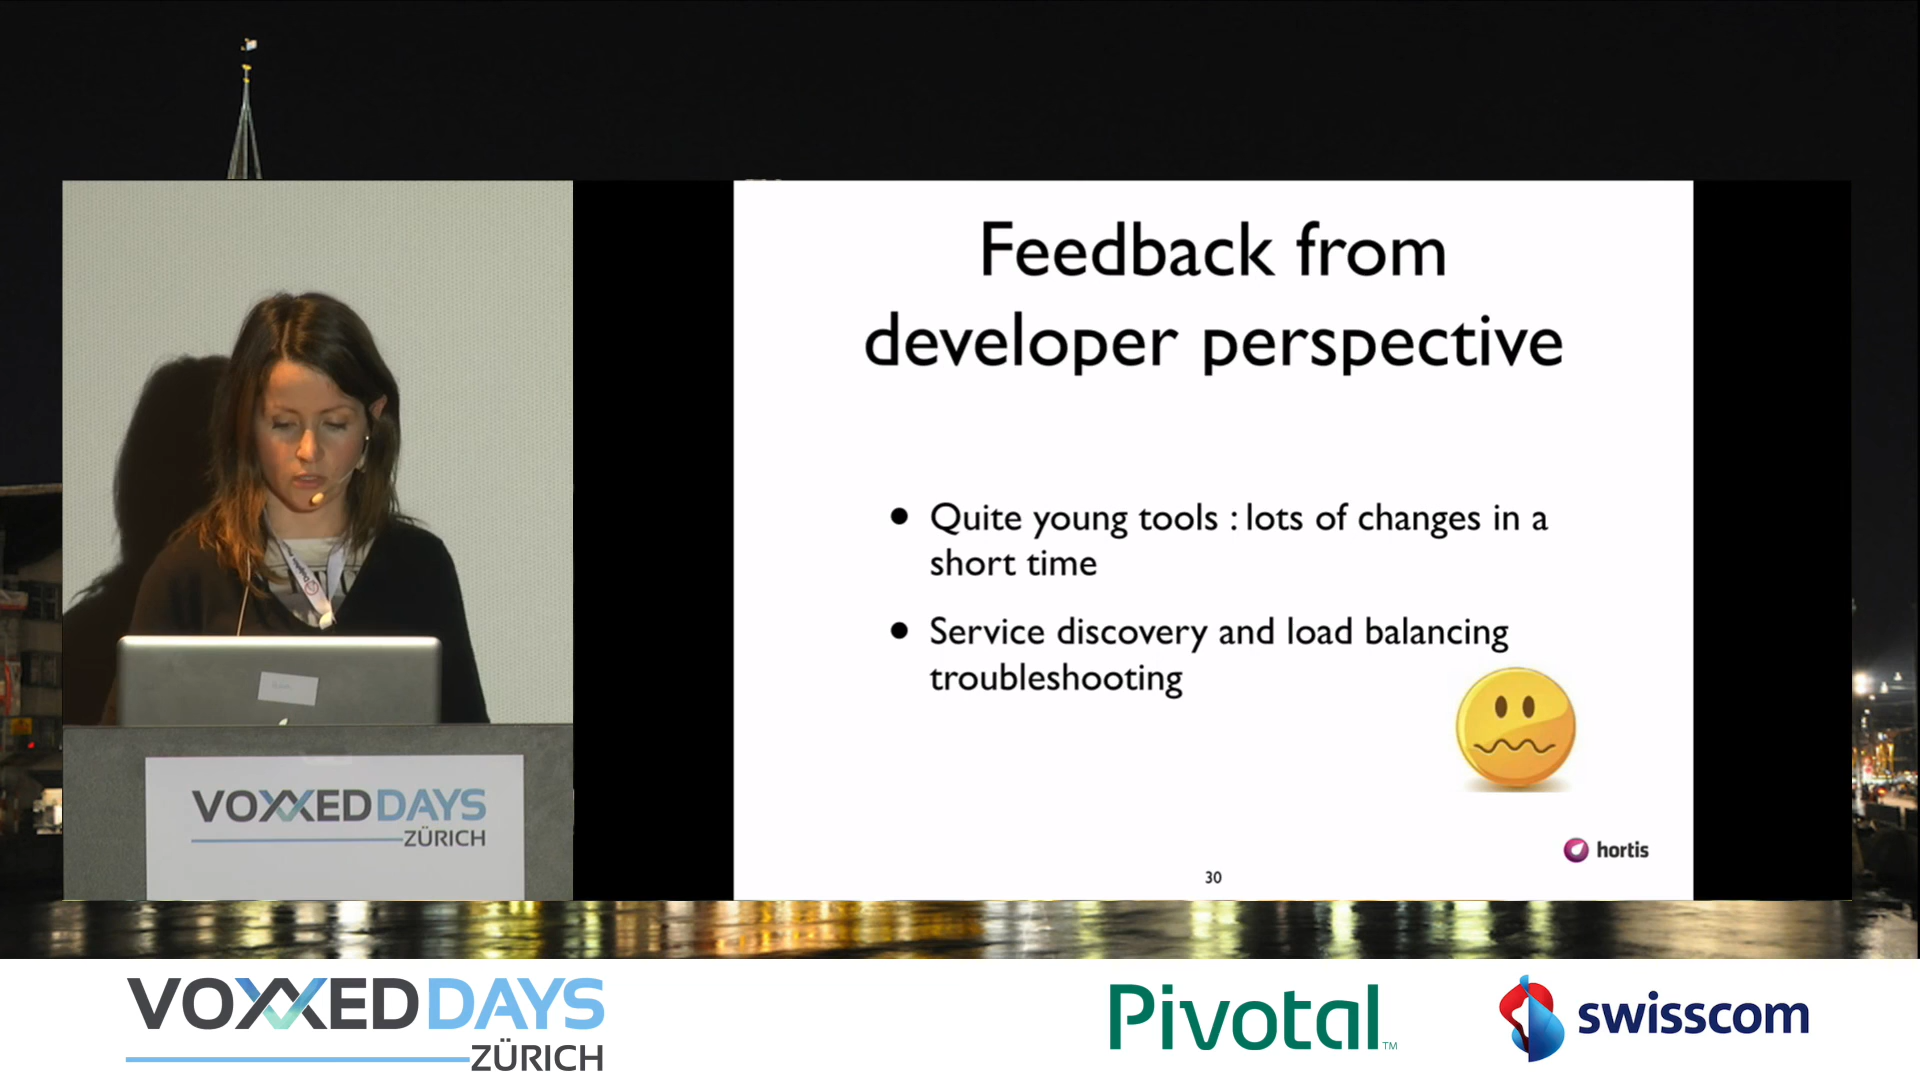 Feedback from
developer perspective
• Quite young tools : lots of changes in a
short time
• Service discovery and load balancing
troubleshooting
hortis
30
VOXXED DAYS
ZÜRICH
VOXXED DAYS
ZÜRICH
Pivotal™
swisscom